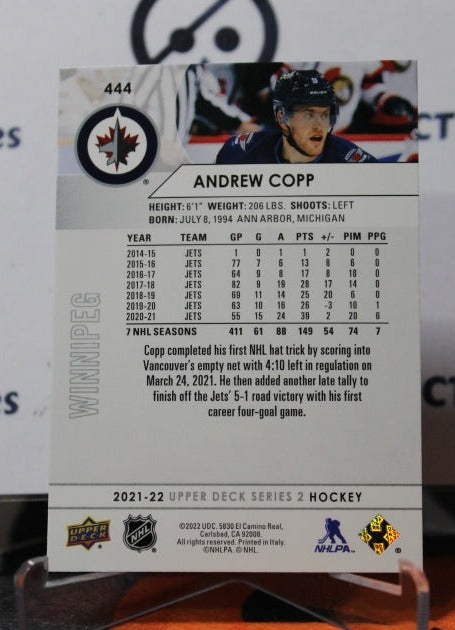 444
ANDREW COPP
HEIGHT: 6'1" WEIGHT: 206 LBS. SHOOTS: LEFT
BORN: JULY 8, 1994 ANN ARBOR, MICHIGAN
YEAR TEAM GP G A PTS +/- PIM PPG
2014-15 JETS 1 0 1 1 2 0 0
2015-16 JETS 77 7 6 13 8 6 0
2016-17 JETS 64 9 8 17 8 18 0
2017-18 JETS 82 9 19 28 17 14 0
2018-19 JETS 69 11 14 25 20 6 0
2019-20 JETS 63 10 16 26 -3 10 1
2020-21 JETS 55 15 24 39 2 20 6
7 NHL SEASONS 411 61 88 149 54 74 7
WINNIPEG
Copp completed his first NHL hat trick by scoring into
Vancouver's empty net with 4:10 left in regulation on
March 24, 2021. He then added another late tally to
finish off the Jets' 5-1 road victory with his first
career four-goal game.
2021-22 UPPER DECK SERIES 2 HOCKEY
UPPER DECK
NHL
©2022 UDC. 5830 El Camino Real,
Carlsbad, CA 92008.
All rights reserved. Printed in Italy.
©NHLPA. © NHL.
NHLPA
®